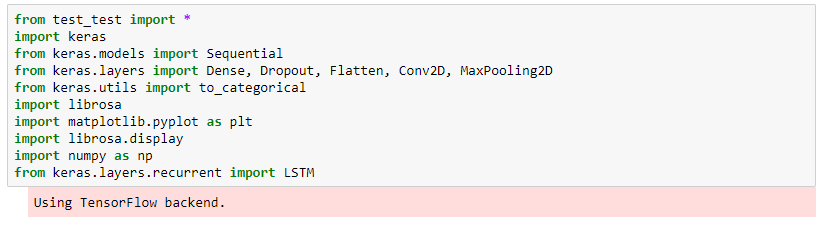 from test_test import *
import keras
from keras.models import Sequential
from keras.layers import Dense, Dropout, Flatten, Conv2D, MaxPooling2D
from keras.utils import to_categorical
import librosa
import matplotlib.pyplot as plt
import librosa.display
import numpy as np
from keras.layers.recurrent import LSTM
Using TensorFlow backend.